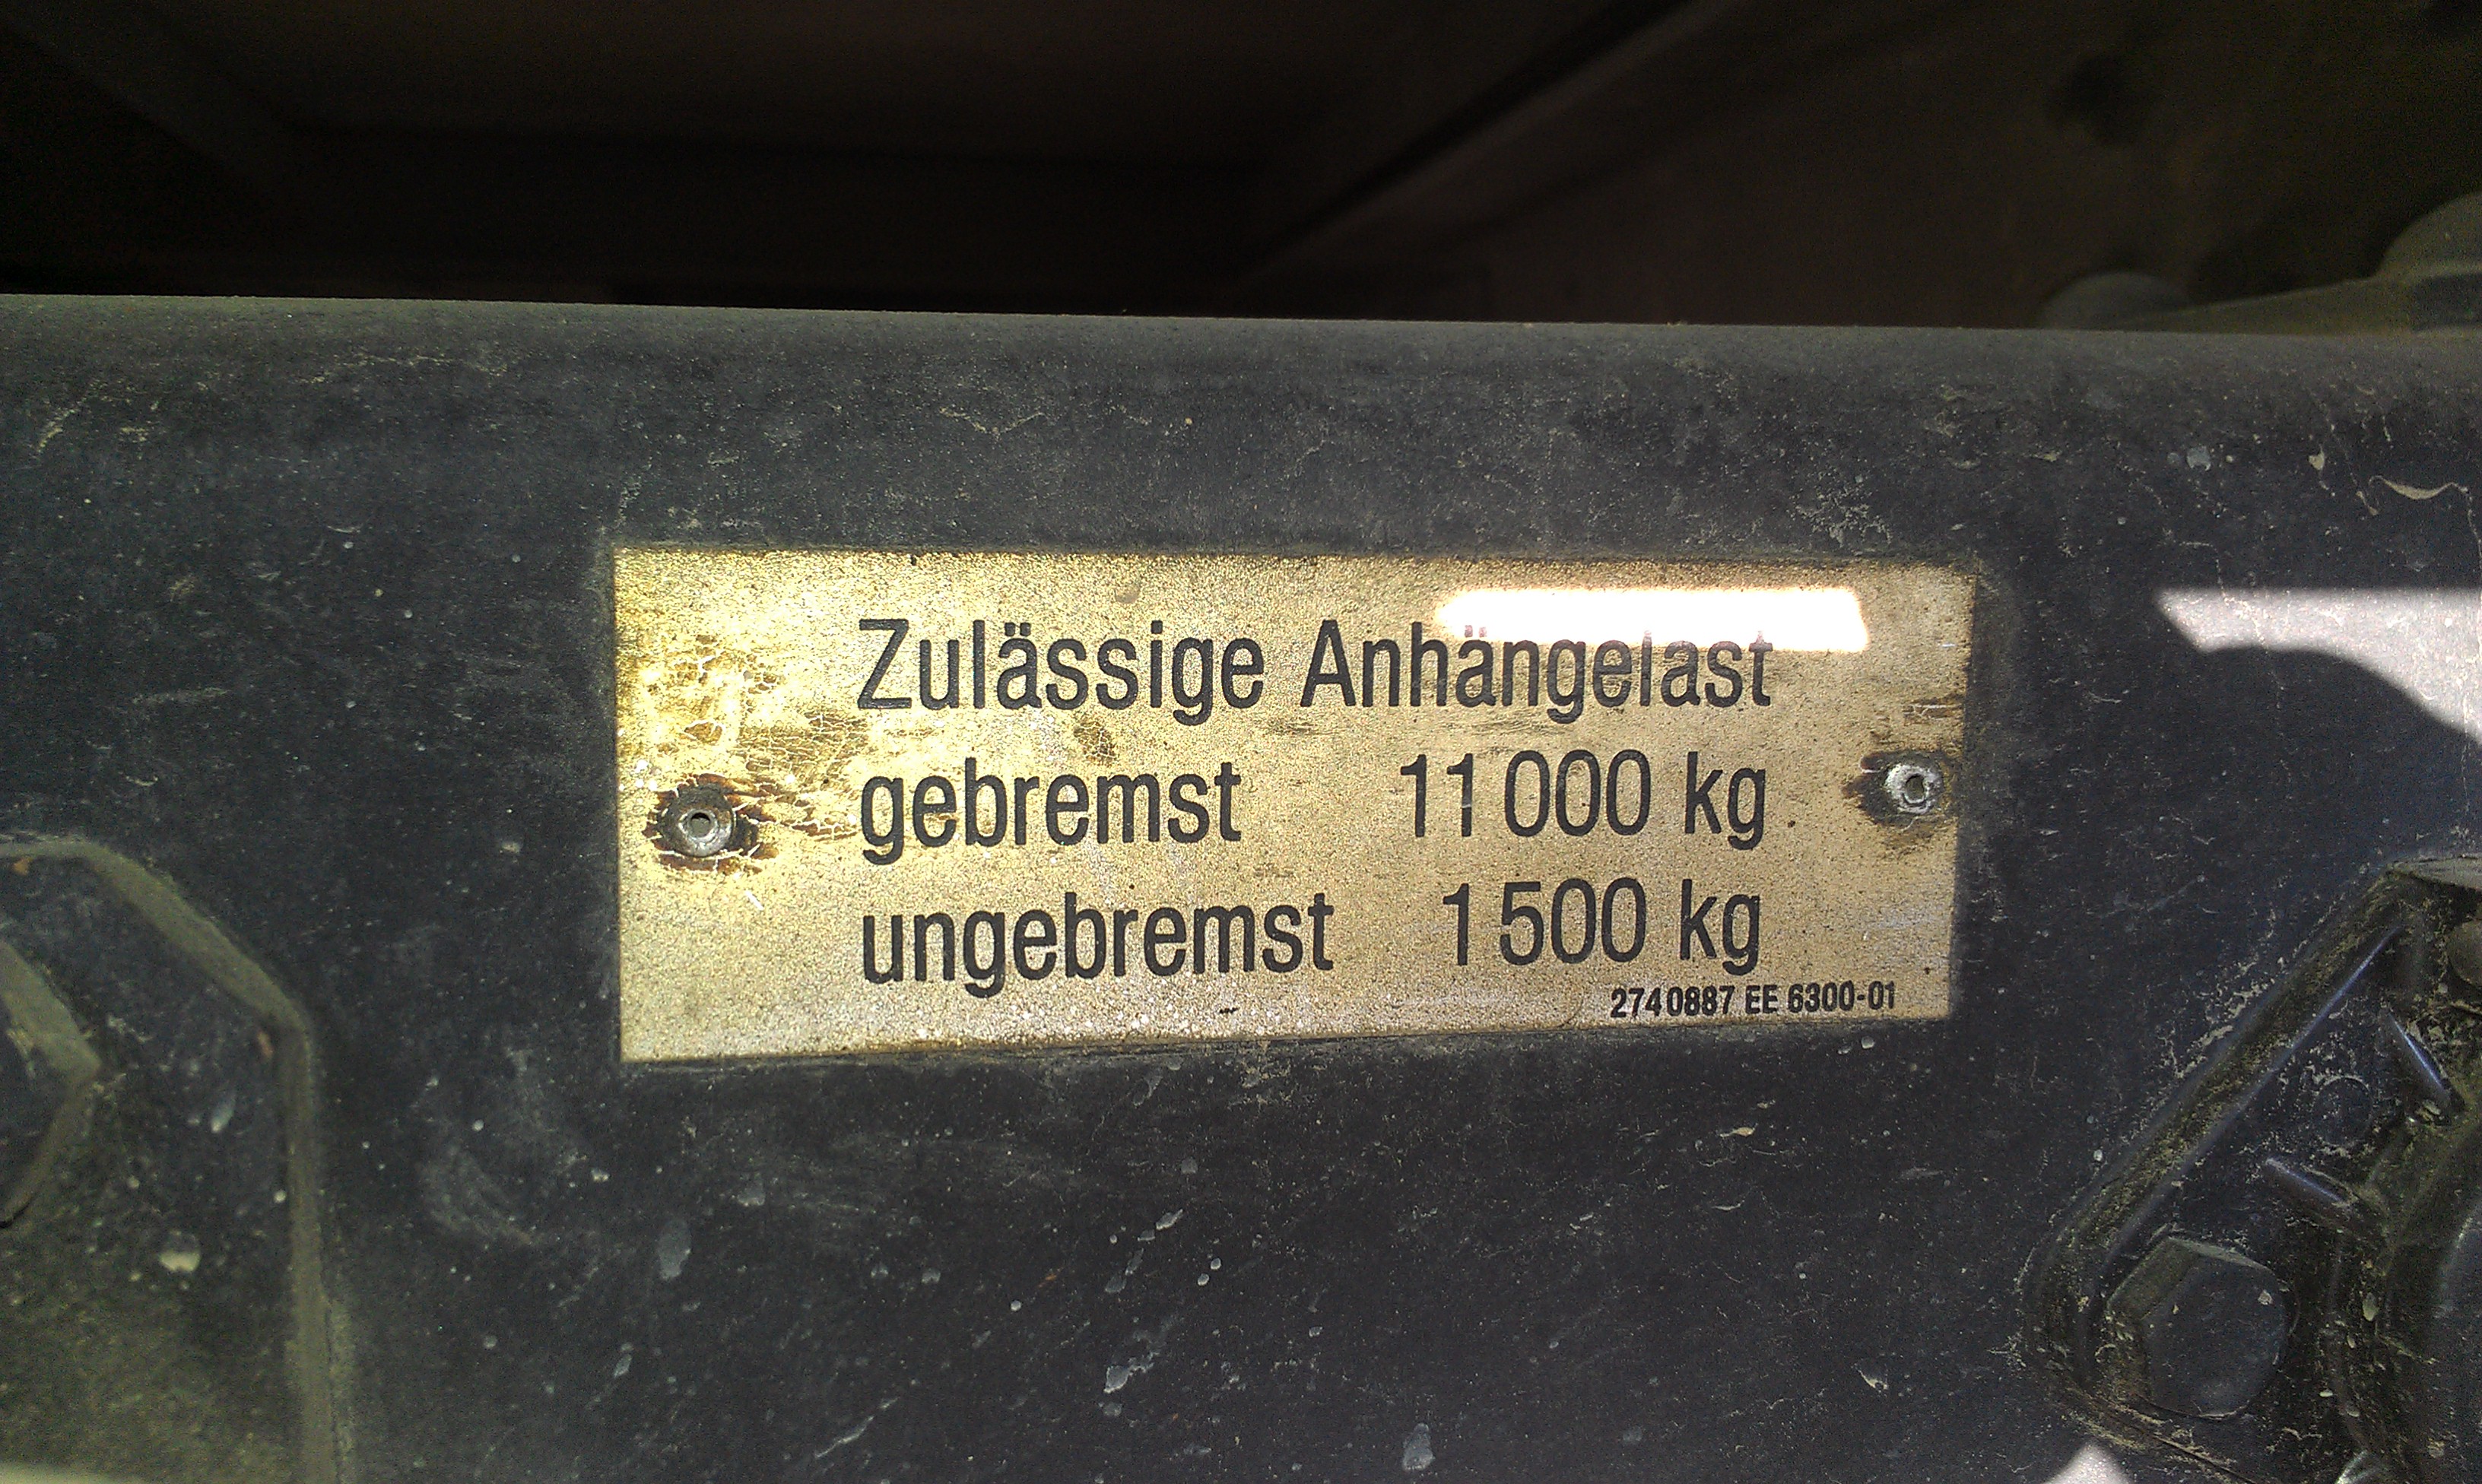 Zulässige Anhängelast
gebremst 11 000 kg
ungebremst 1 500 kg
2740887 EE 6300-01